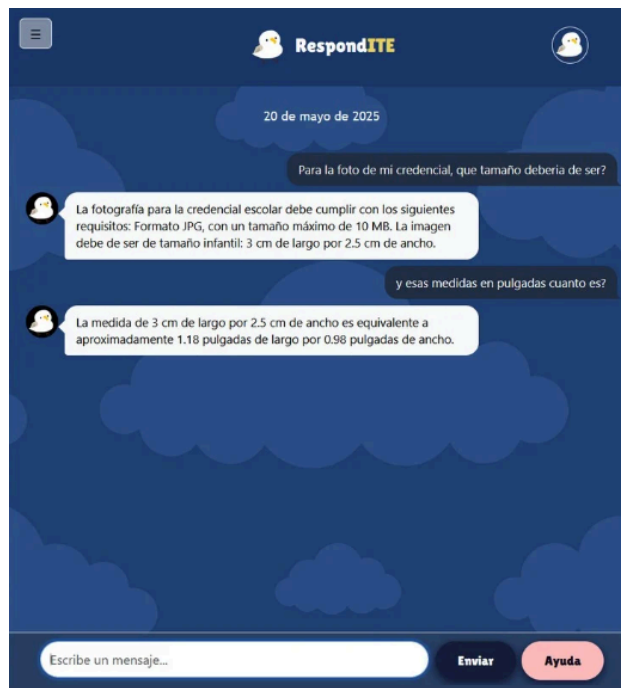 ☰
RespondITE
20 de mayo de 2025
Para la foto de mi credencial, que tamaño deberia de ser?
La fotografía para la credencial escolar debe cumplir con los siguientes
requisitos: Formato JPG, con un tamaño máximo de 10 MB. La imagen
debe de ser de tamaño infantil: 3 cm de largo por 2.5 cm de ancho.
y esas medidas en pulgadas cuanto es?
La medida de 3 cm de largo por 2.5 cm de ancho es equivalente a
aproximadamente 1.18 pulgadas de largo por 0.98 pulgadas de ancho.
Escribe un mensaje...
Enviar
Ayuda